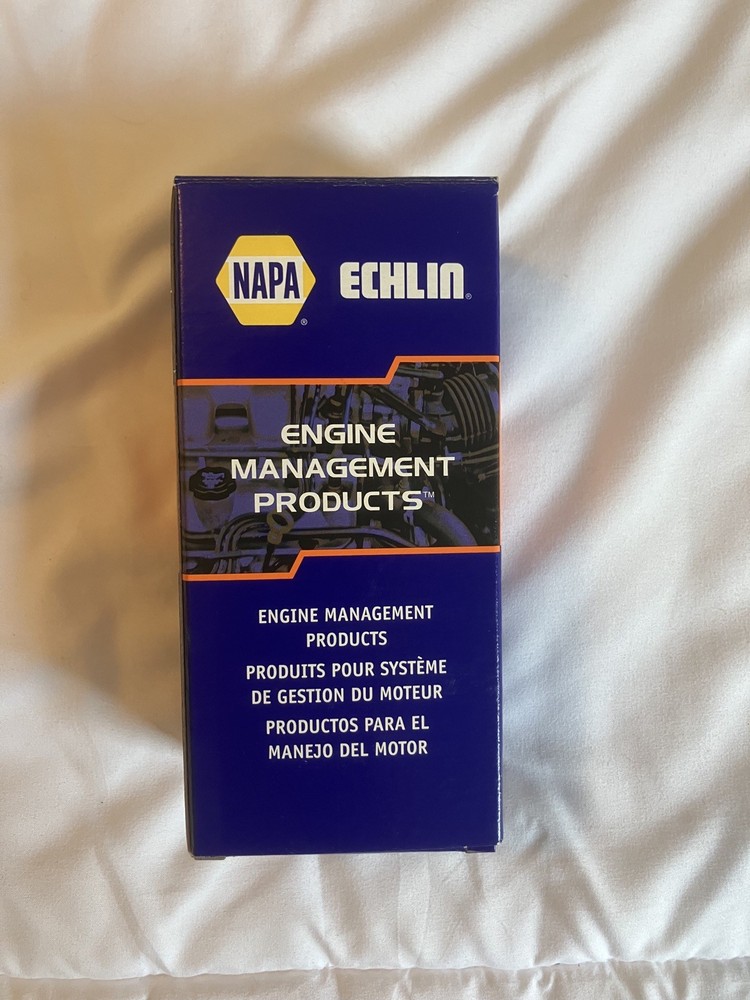 NAPA ®
ECHLIN ®
ENGINE
MANAGEMENT
PRODUCTS™
ENGINE MANAGEMENT
PRODUCTS
PRODUITS POUR SYSTÈME
DE GESTION DU MOTEUR
PRODUCTOS PARA EL
MANEJO DEL MOTOR